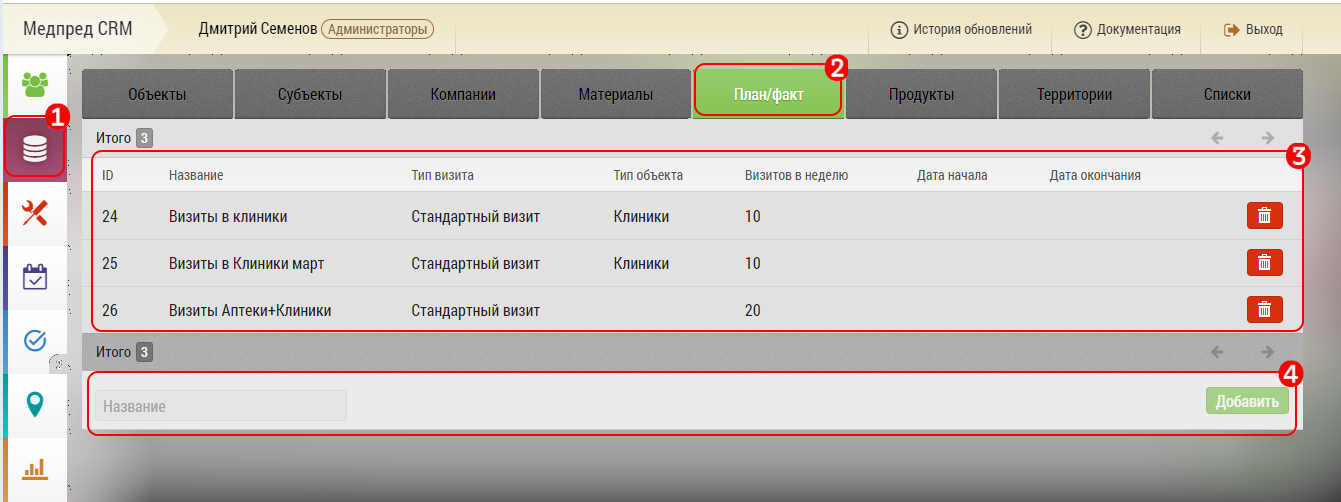 Медпред CRM Дмитрий Семенов Администраторы История обновлений Документация Выход
Объекты Субъекты Компании Материалы План/факт Продукты Территории Списки
2
1
Итого 3
3
ID Название Тип визита Тип объекта Визитов в неделю Дата начала Дата окончания
24 Визиты в клиники Стандартный визит Клиники 10
25 Визиты в Клиники март Стандартный визит Клиники 10
26 Визиты Аптеки+Клиники Стандартный визит 20
Итого 3
2
4
Название Добавить